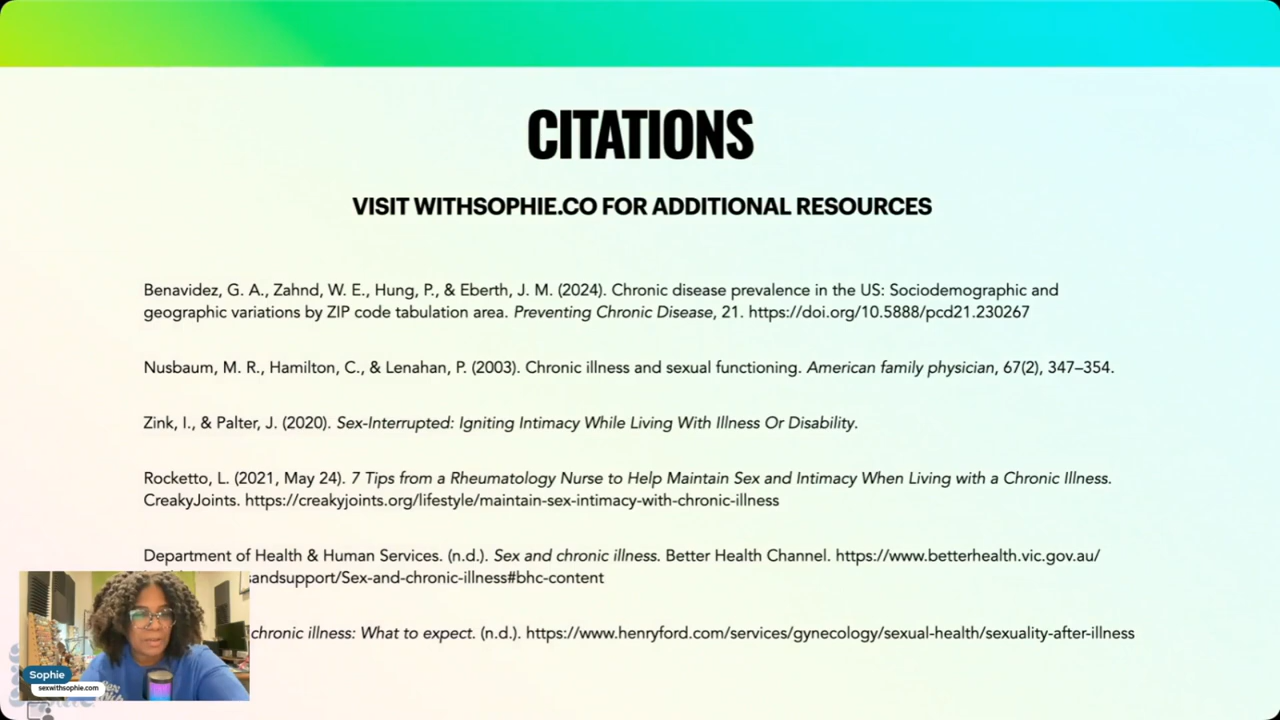 CITATIONS
VISIT WITHSOPHIE.CO FOR ADDITIONAL RESOURCES
Benavidez, G. A., Zahnd, W. E., Hung, P., & Eberth, J. M. (2024). Chronic disease prevalence in the US: Sociodemographic and
geographic variations by ZIP code tabulation area. Preventing Chronic Disease, 21. https://doi.org/10.5888/pcd21.230267
Nusbaum, M. R., Hamilton, C., & Lenahan, P. (2003). Chronic illness and sexual functioning. American family physician, 67(2), 347–354.
Zink, I., & Palter, J. (2020). Sex-Interrupted: Igniting Intimacy While Living With Illness Or Disability.
Rocketto, L. (2021, May 24). 7 Tips from a Rheumatology Nurse to Help Maintain Sex and Intimacy When Living with a Chronic Illness.
CreakyJoints. https://creakyjoints.org/lifestyle/maintain-sex-intimacy-with-chronic-illness
Department of Health & Human Services. (n.d.). Sex and chronic illness. Better Health Channel. https://www.betterhealth.vic.gov.au/
sandsupport/Sex-and-chronic-illness#bhc-content
chronic illness: What to expect. (n.d.). https://www.henryford.com/services/gynecology/sexual-health/sexuality-after-illness
Sophie
sexwithsophie.com